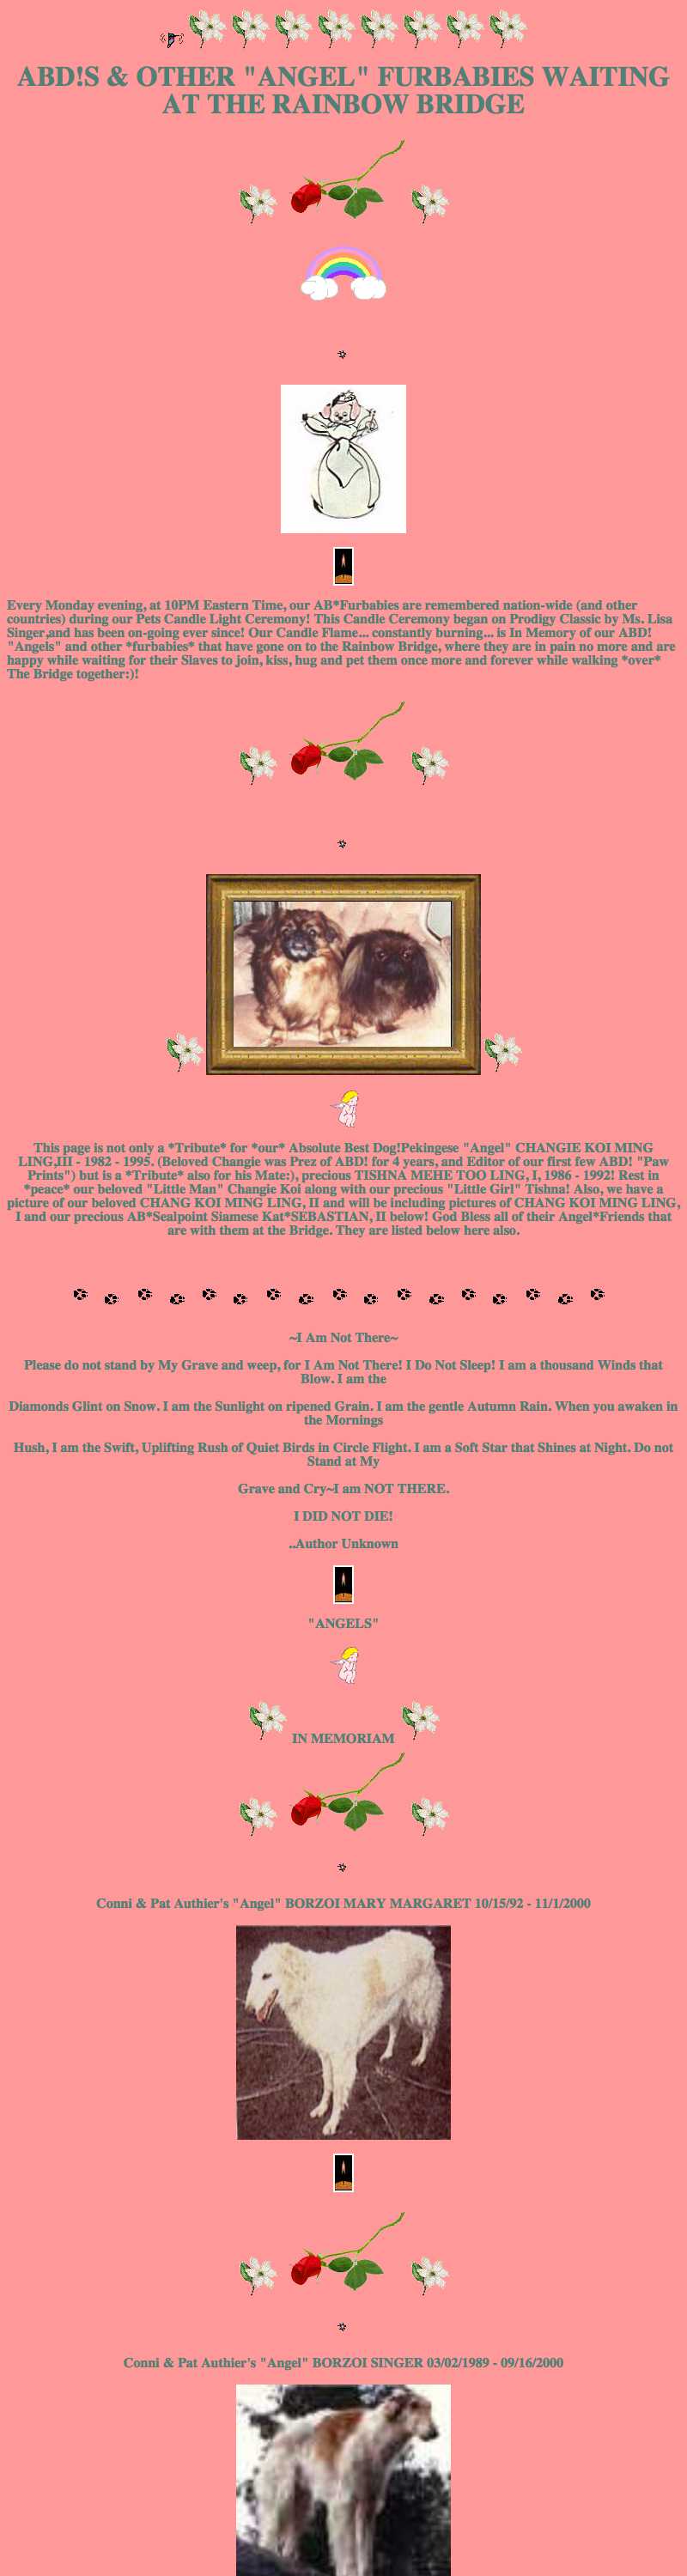 ABD!S & OTHER "ANGEL" FURBABIES WAITING
AT THE RAINBOW BRIDGE
Every Monday evening, at 10PM Eastern Time, our AB*Furbabies are remembered nation-wide (and other
countries) during our Pets Candle Light Ceremony! This Candle Ceremony began on Prodigy Classic by Ms. Lisa
Singer,and has been on-going ever since! Our Candle Flame... constantly burning... is In Memory of our ABD!
"Angels" and other *furbabies* that have gone on to the Rainbow Bridge, where they are in pain no more and are
happy while waiting for their Slaves to join, kiss, hug and pet them once more and forever while walking *over*
The Bridge together:)!
This page is not only a *Tribute* for *our* Absolute Best Dog!Pekingese "Angel" CHANGIE KOI MING
LING,III - 1982 - 1995. (Beloved Changie was Prez of ABD! for 4 years, and Editor of our first few ABD! "Paw
Prints") but is a *Tribute* also for his Mate:), precious TISHNA MEHE TOO LING, I, 1986 - 1992! Rest in
*peace* our beloved "Little Man" Changie Koi along with our precious "Little Girl" Tishna! Also, we have a
picture of our beloved CHANG KOI MING LING, II and will be including pictures of CHANG KOI MING LING,
I and our precious AB*Sealpoint Siamese Kat*SEBASTIAN, II below! God Bless all of their Angel*Friends that
are with them at the Bridge. They are listed below here also.
~I Am Not There~
Please do not stand by My Grave and weep, for I Am Not There! I Do Not Sleep! I am a thousand Winds that
Blow. I am the
Diamonds Glint on Snow. I am the Sunlight on ripened Grain. I am the gentle Autumn Rain. When you awaken in
the Mornings
Hush, I am the Swift, Uplifting Rush of Quiet Birds in Circle Flight. I am a Soft Star that Shines at Night. Do not
Stand at My
Grave and Cry~I am NOT THERE.
I DID NOT DIE!
..Author Unknown
"ANGELS"
IN MEMORIAM
Conni & Pat Authier's "Angel" BORZOI MARY MARGARET 10/15/92 - 11/1/2000
Conni & Pat Authier's "Angel" BORZOI SINGER 03/02/1989 - 09/16/2000